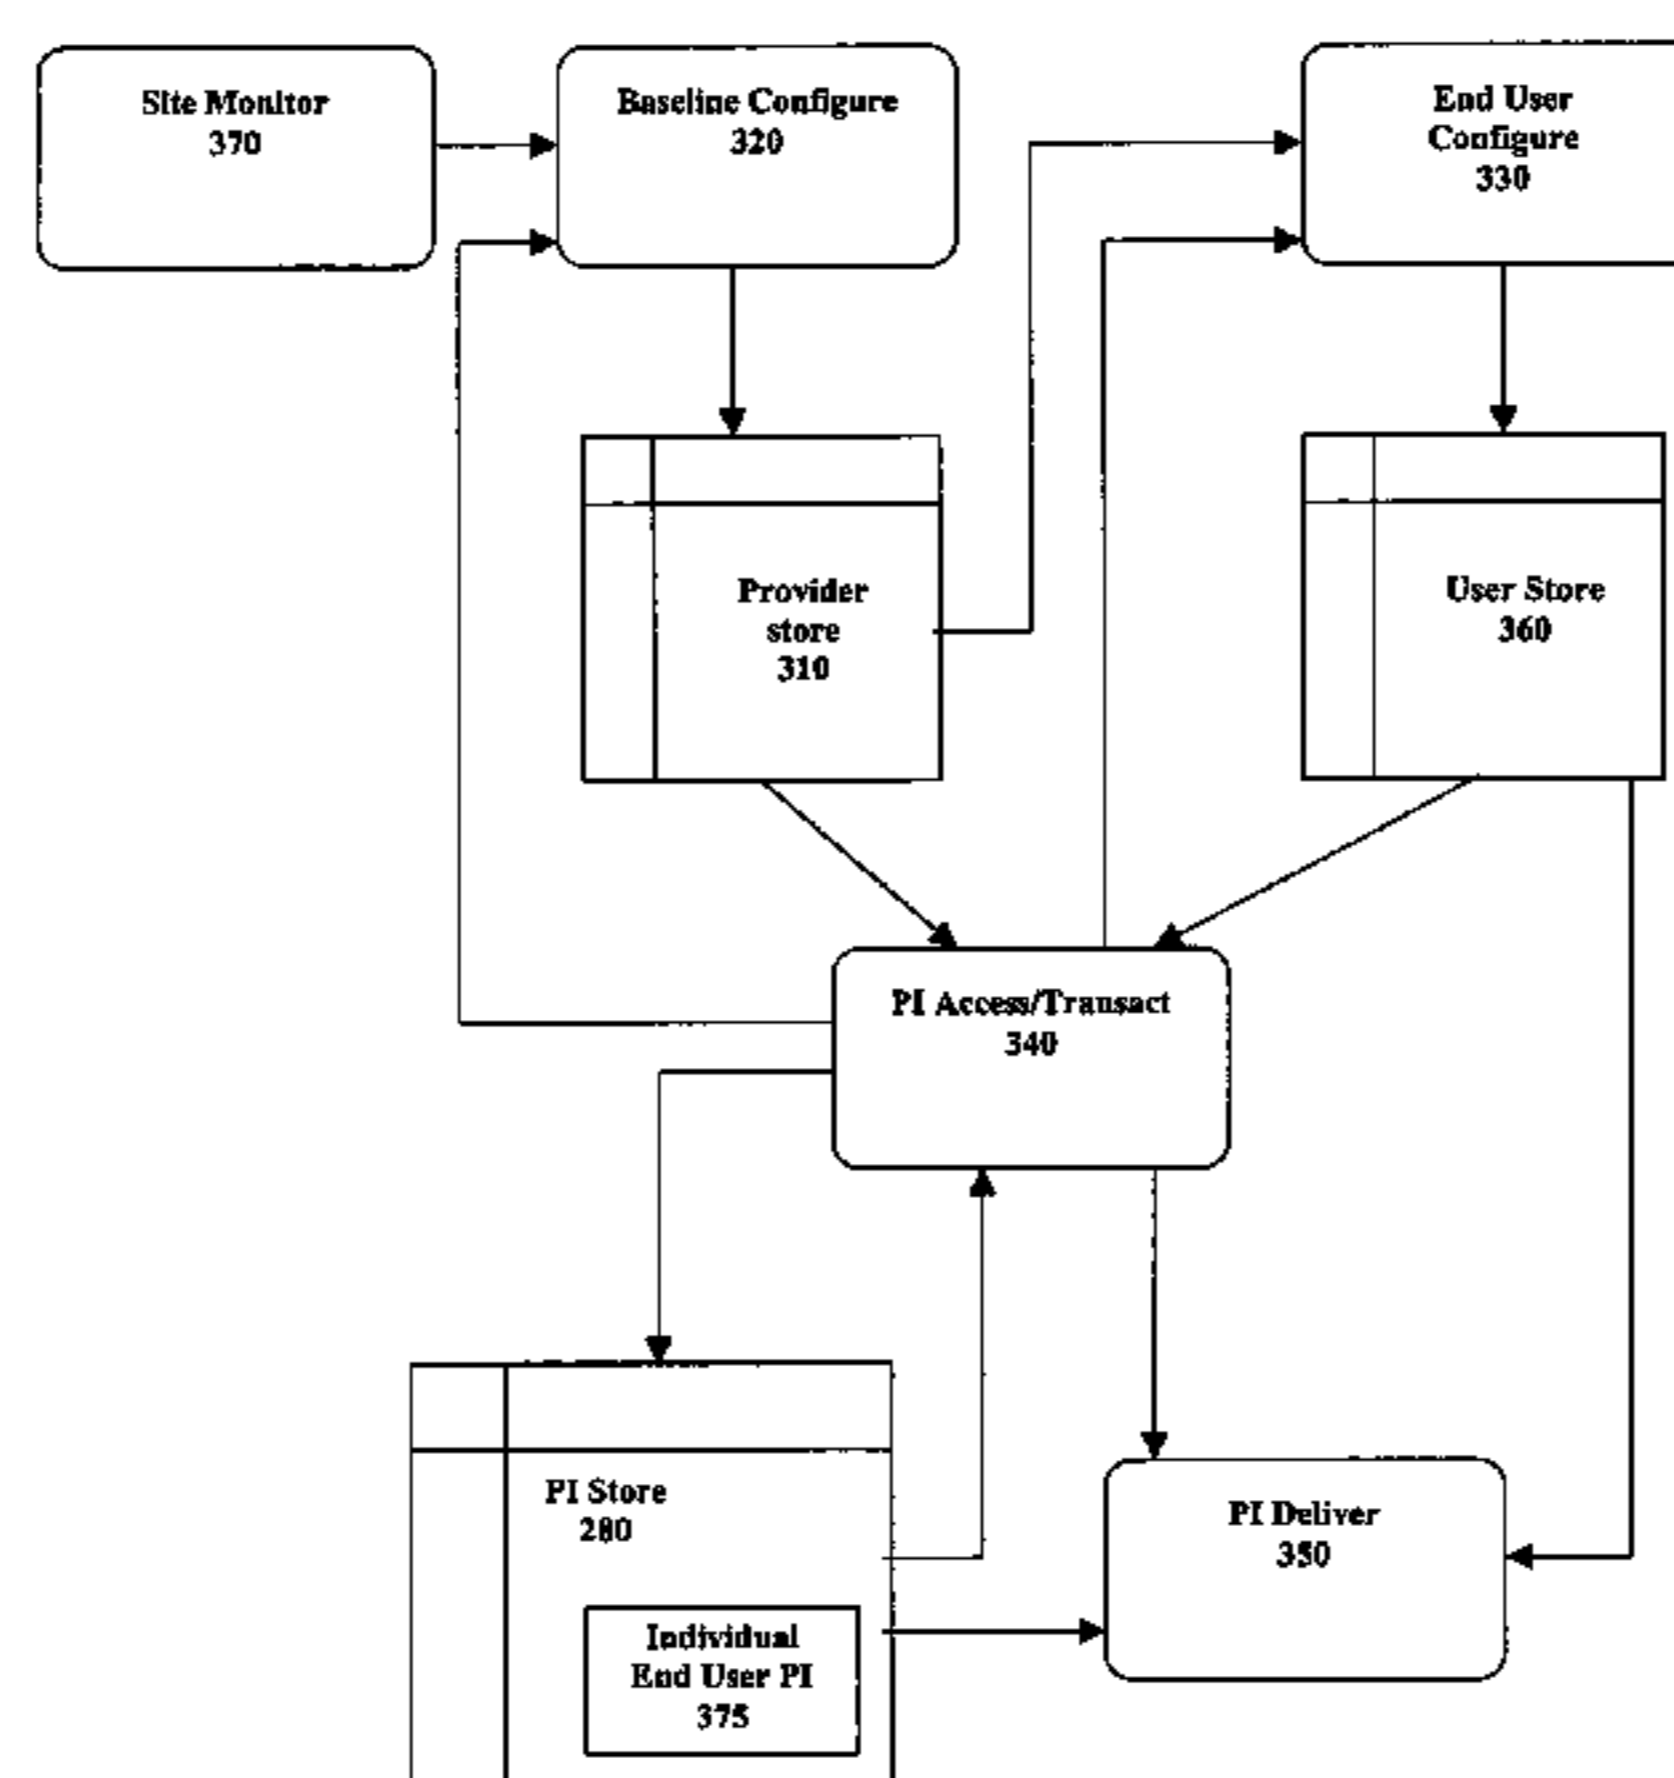 Site Monitor
370
Baseline Configure
320
End User
Configure
330
Provider
store
310
User Store
360
PI Access/Transact
340
PI Store
280
PI Deliver
350
Individual
End User PI
375